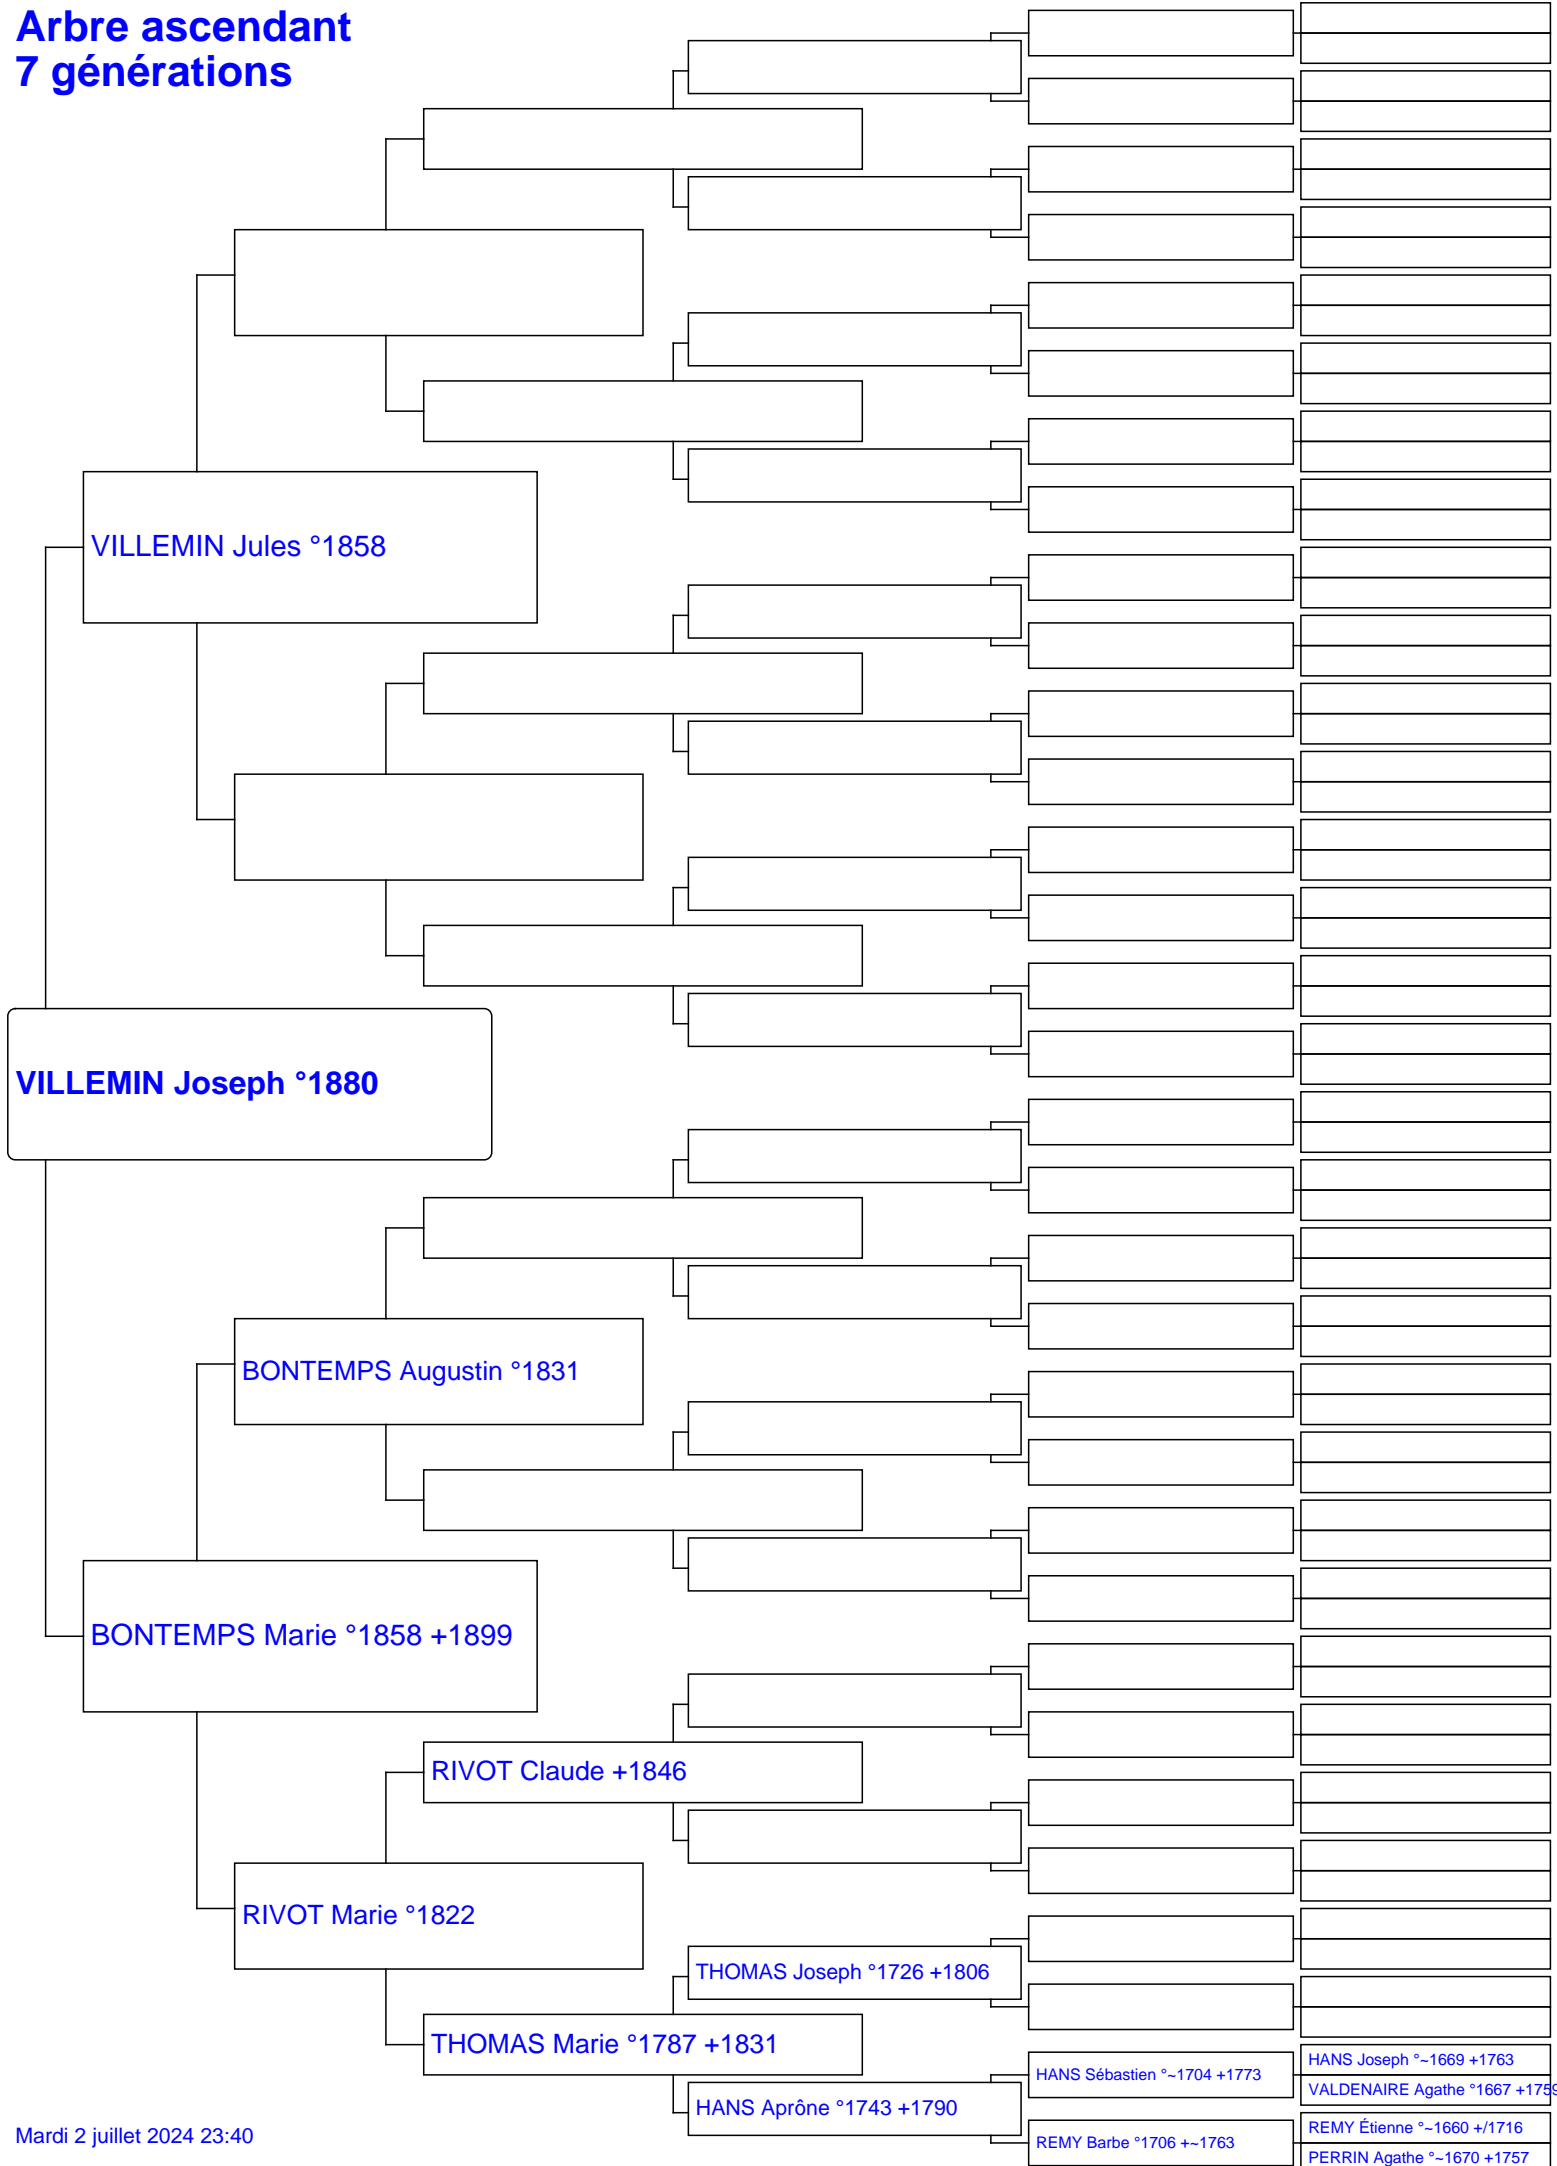 Arbre ascendant
7 générations
VILLEMIN Jules °1858
VILLEMIN Joseph °1880
BONTEMPS Augustin °1831
BONTEMPS Marie °1858 +1899
RIVOT Claude +1846
RIVOT Marie °1822
THOMAS Joseph °1726 +1806
THOMAS Marie °1787 +1831
HANS Joseph °~1669 +1763
HANS Sébastien °~1704 +1773
VALDENAIRE Agathe °1667 +1759
HANS Aprône °1743 +1790
REMY Étienne °~1660 +/1716
REMY Barbe °1706 +~1763
PERRIN Agathe °~1670 +1757
Mardi 2 juillet 2024 23:40